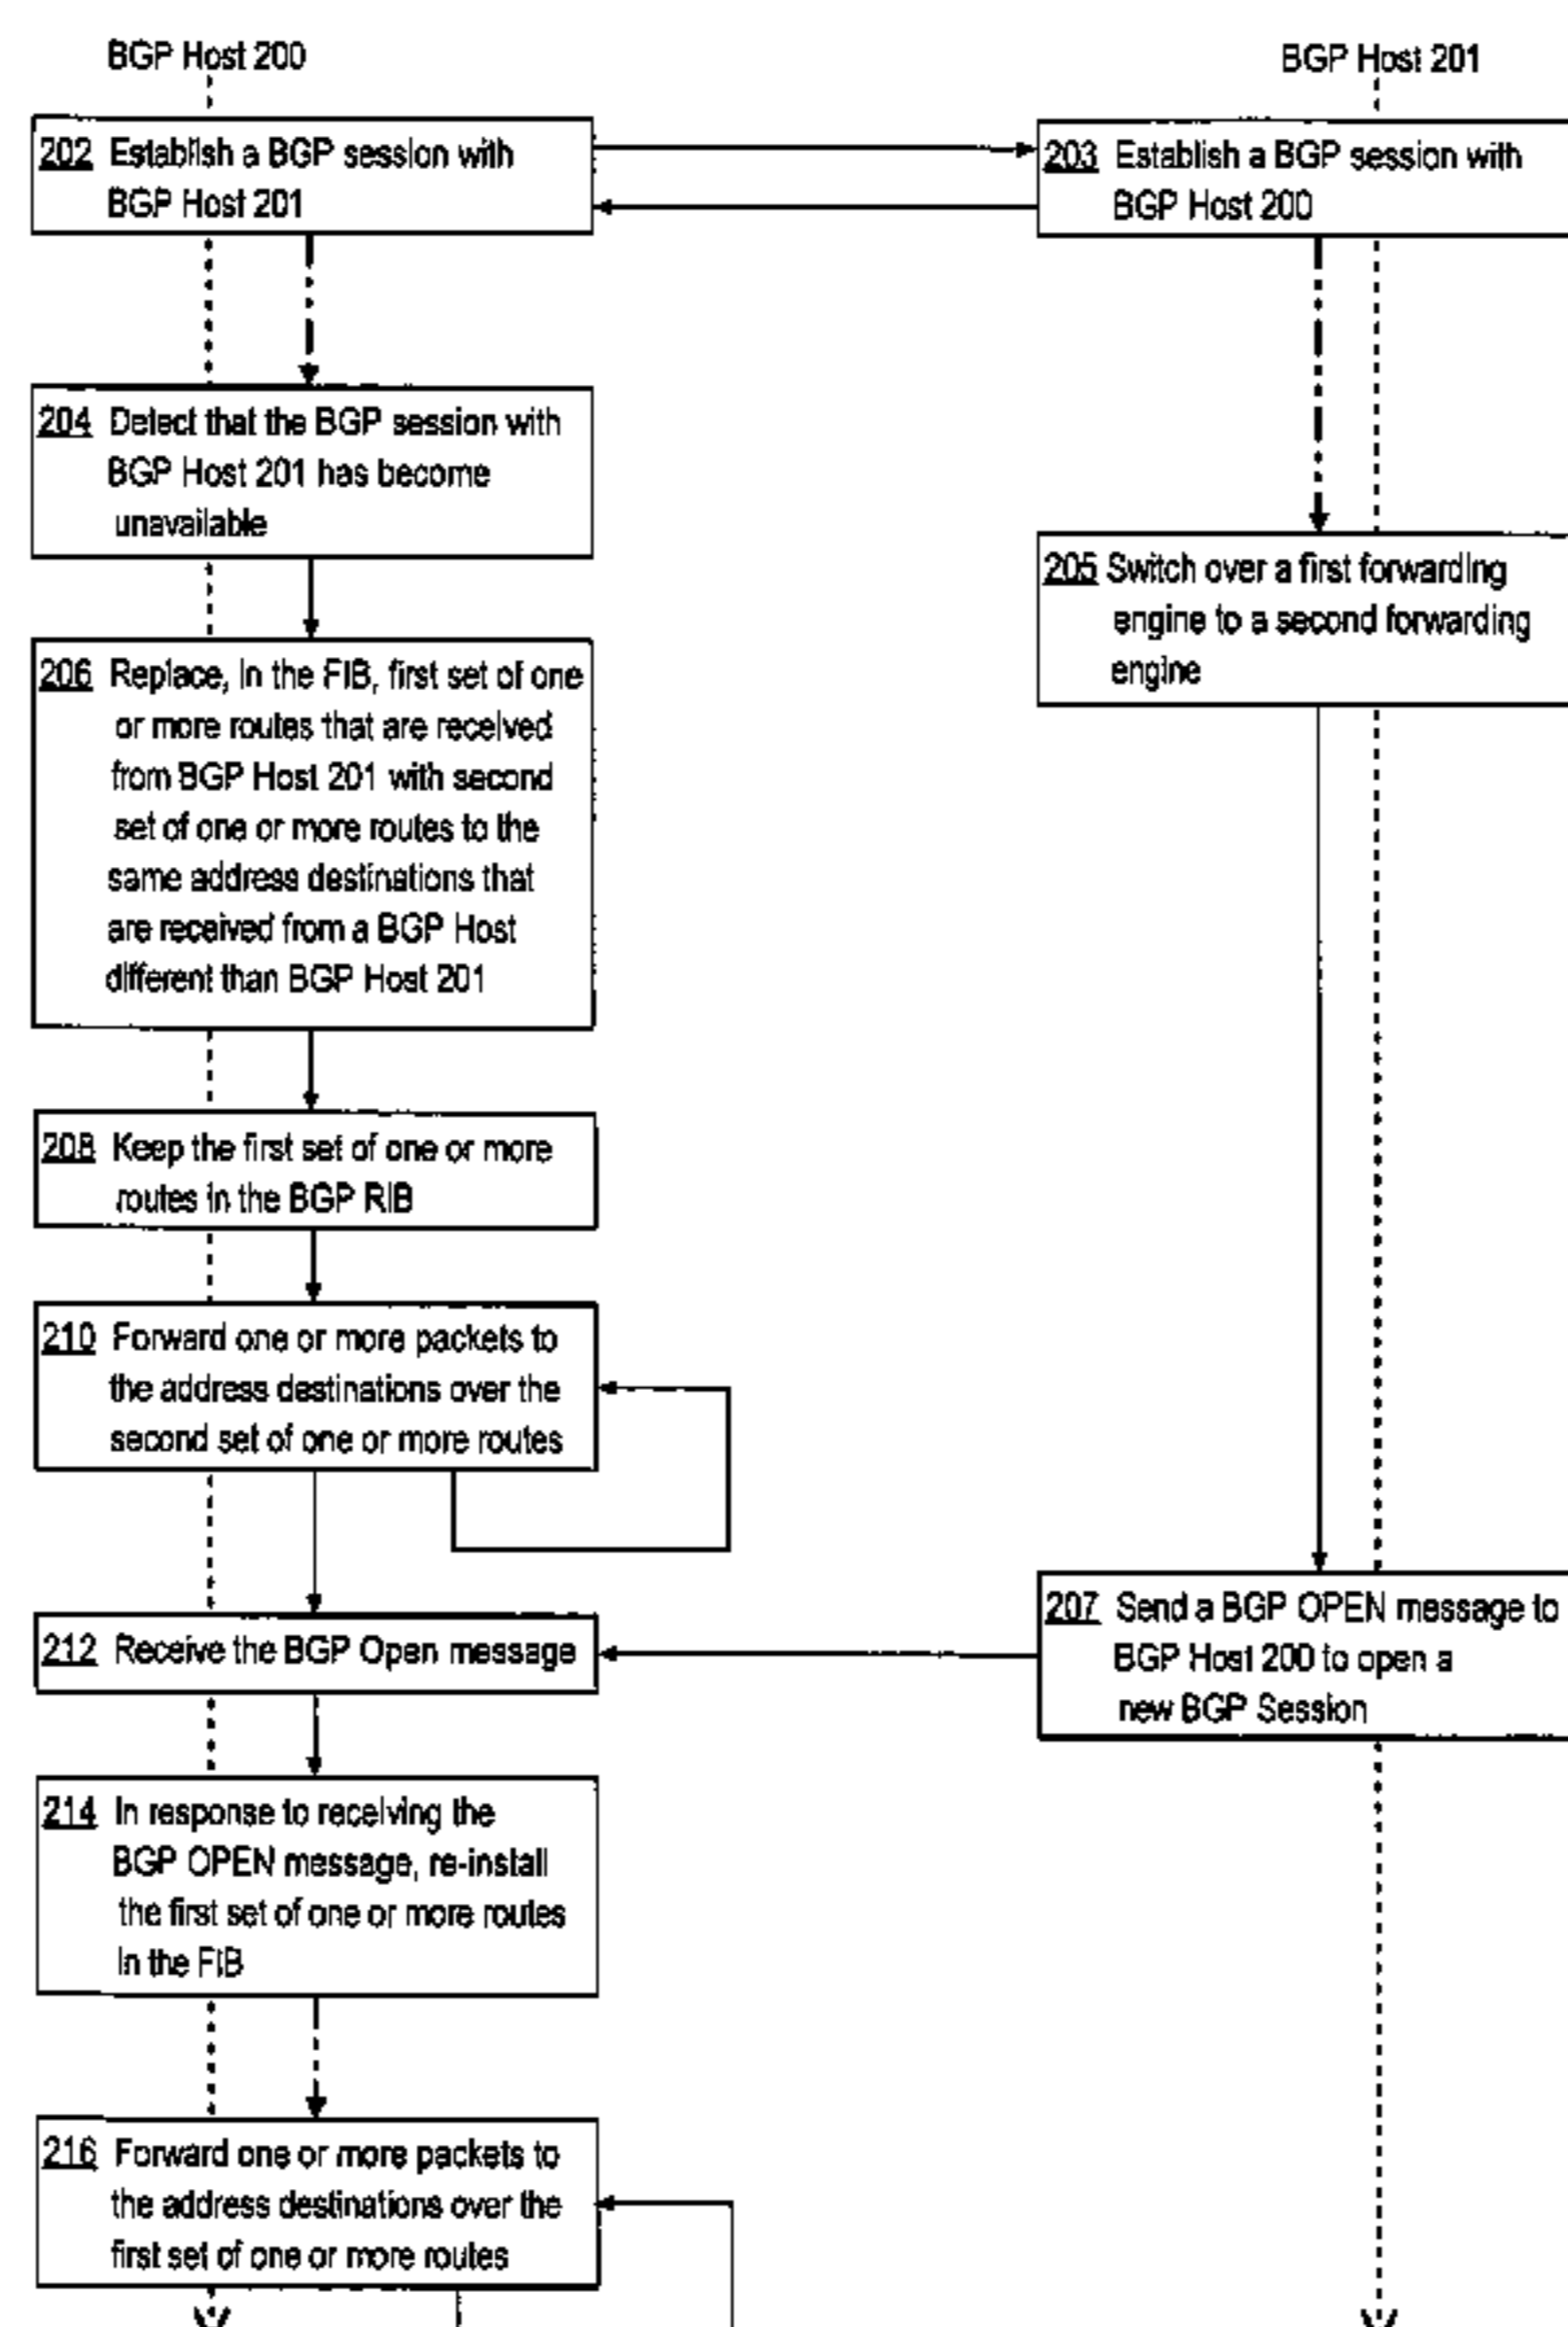 BGP Host 200
BGP Host 201
202 Establish a BGP session with
BGP Host 201
203 Establish a BGP session with
BGP Host 200
204 Detect that the BGP session with
BGP Host 201 has become
unavailable
205 Switch over a first forwarding
engine to a second forwarding
engine
206 Replace, in the FIB, first set of one
or more routes that are received
from BGP Host 201 with second
set of one or more routes to the
same address destinations that
are received from a BGP Host
different than BGP Host 201
208 Keep the first set of one or more
routes in the BGP RIB
210 Forward one or more packets to
the address destinations over the
second set of one or more routes
207 Send a BGP OPEN message to
BGP Host 200 to open a
new BGP Session
212 Receive the BGP Open message
214 In response to receiving the
BGP OPEN message, re-install
the first set of one or more routes
in the FIB
216 Forward one or more packets to
the address destinations over the
first set of one or more routes